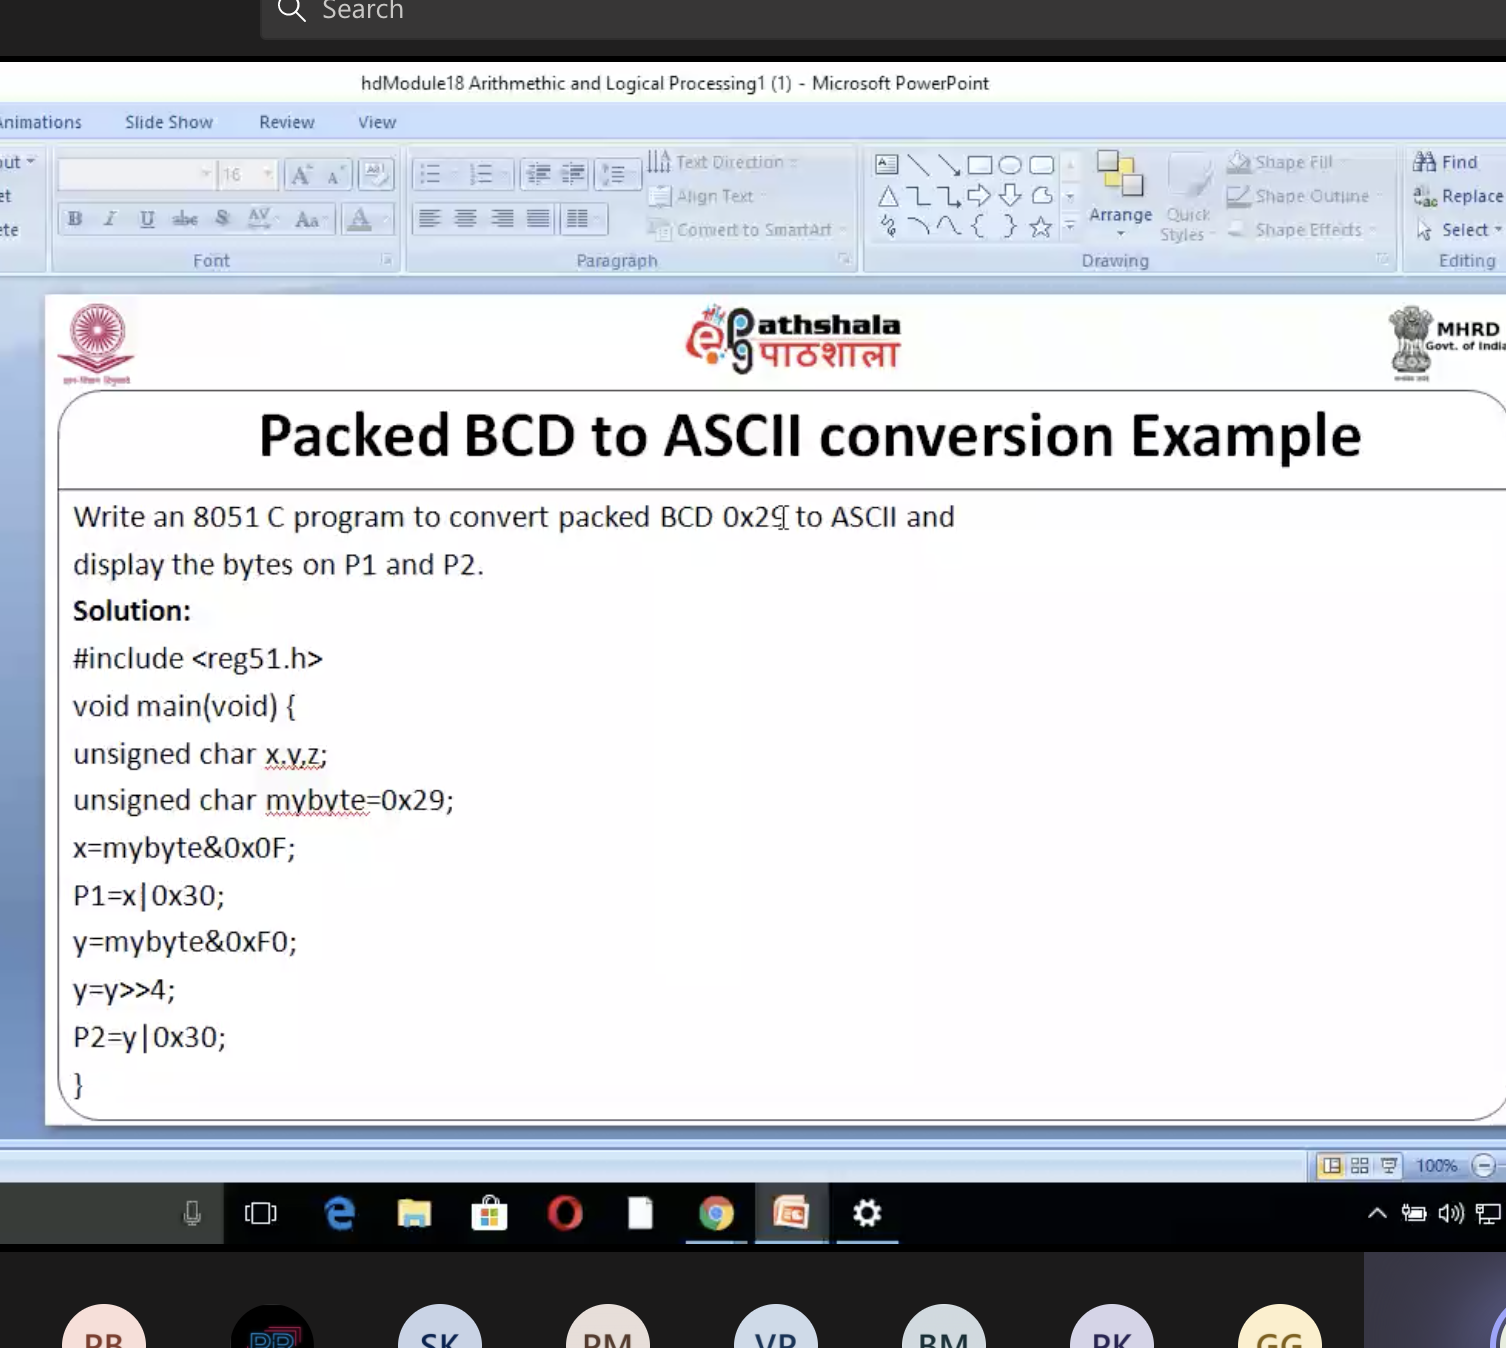 Search
hdModule18 Arithmethic and Logical Processing1 (1) - Microsoft PowerPoint
Animations Slide Show Review View
16
Text Direction
Align Text
Convert to SmartArt
Font
Paragraph
Arrange
Quick Styles
Shape Fill
Shape Outline
Shape Effects
Drawing
Find
Replace
Select
Editing
epathshala
पाठशाला
MHRD
Govt. of India
Packed BCD to ASCII conversion Example
Write an 8051 C program to convert packed BCD 0x29 to ASCII and
display the bytes on P1 and P2.
Solution:
#include <reg51.h>
void main(void) {
unsigned char x,y,z;
unsigned char mybyte=0x29;
x=mybyte&0x0F;
P1=x|0x30;
y=mybyte&0xF0;
y=y>>4;
P2=y|0x30;
}
100%
SK VP BM PK GG